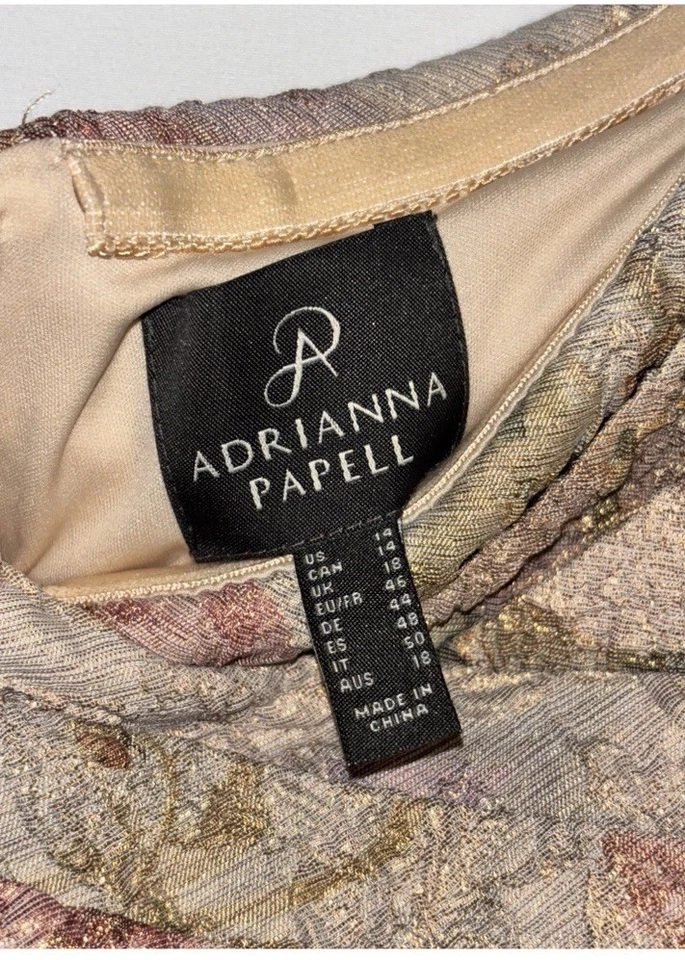 ADRIANNA
PAPELL
US 14
CAN 14
UK 18
EU/FR 46
DE 44
ES 48
IT 50
AUS 18
MADE IN
CHINA